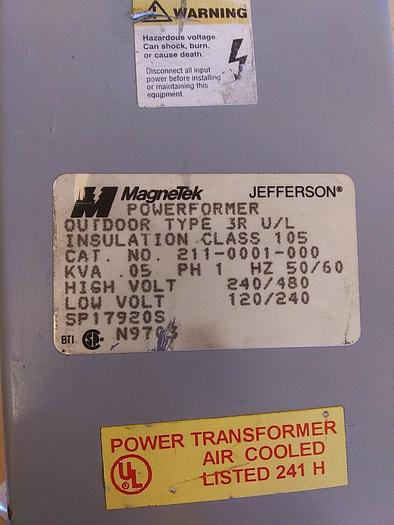 WARNING
Hazardous voltage.
Can shock, burn,
or cause death.
Disconnect all input
power before installing
or maintaining this
equipment.
MagneTek JEFFERSON®
POWERFORMER
OUTDOOR TYPE 3R U/L
INSULATION CLASS 105
CAT. NO. 211-0001-000
KVA .05 PH 1 HZ 50/60
HIGH VOLT 240/480
LOW VOLT 120/240
SP17920S
BTI N9703
POWER TRANSFORMER
UL AIR COOLED
LISTED 241 H